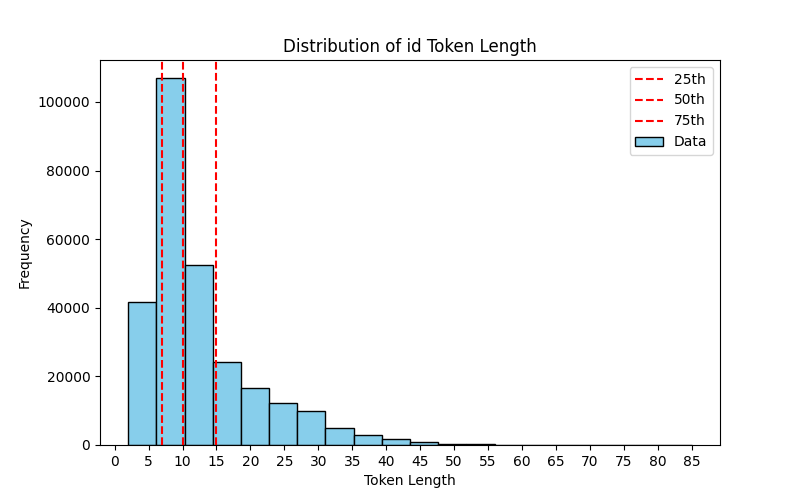 Distribution of id Token Length
25th
50th
75th
Data
100000
80000
60000
40000
20000
0
Frequency
0 5 10 15 20 25 30 35 40 45 50 55 60 65 70 75 80 85
Token Length